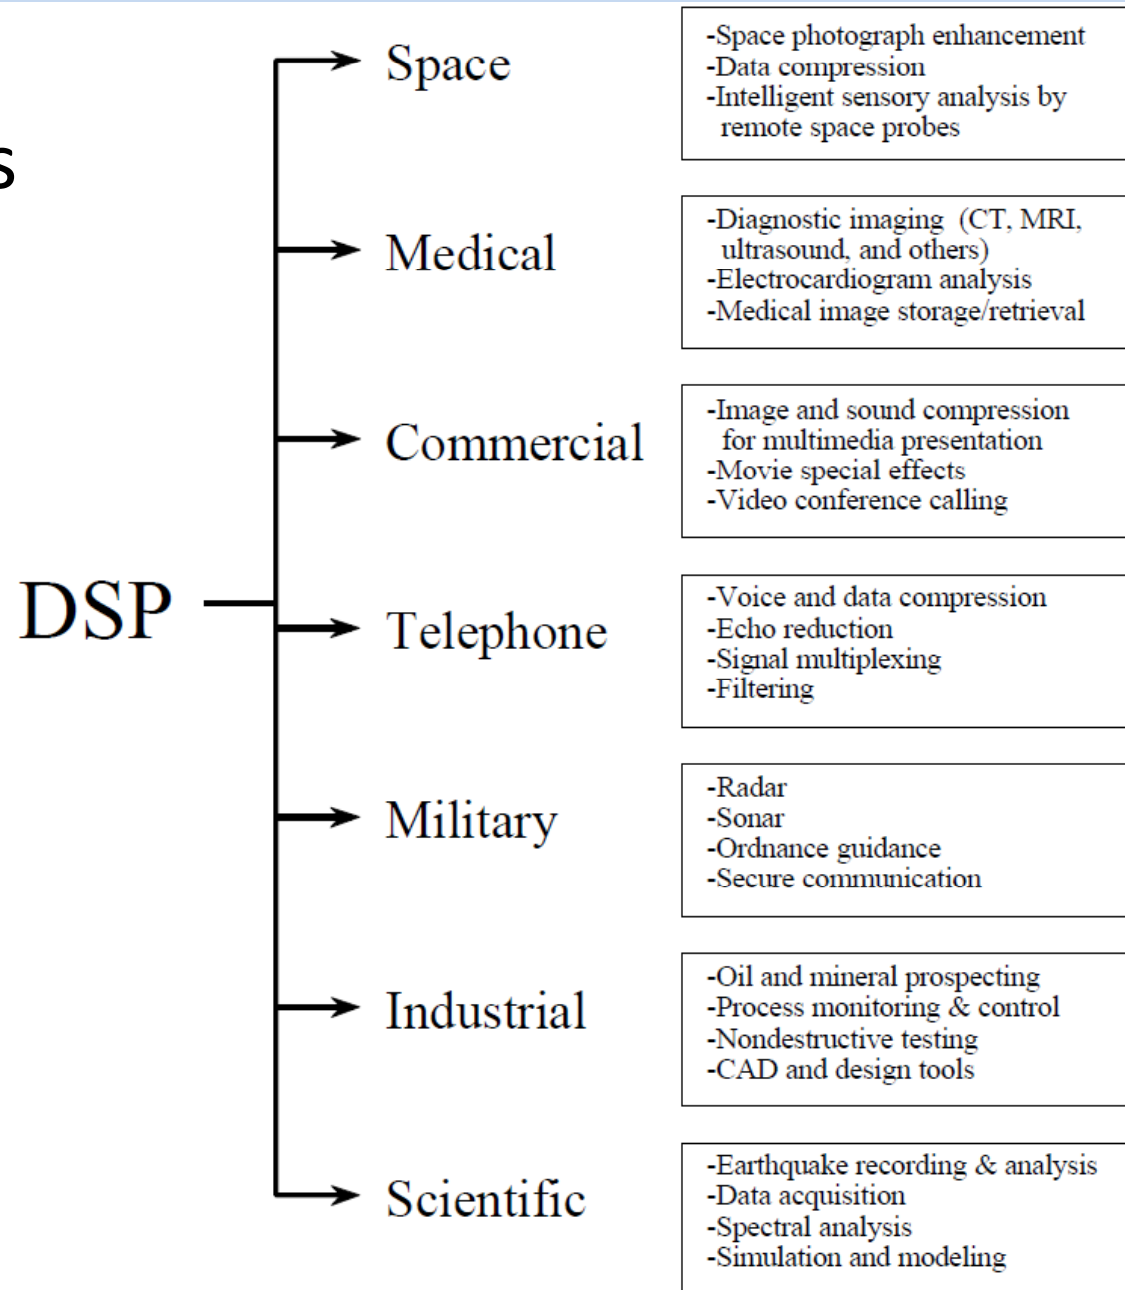 s
DSP
Space
-Space photograph enhancement
-Data compression
-Intelligent sensory analysis by
remote space probes
Medical
-Diagnostic imaging (CT, MRI,
ultrasound, and others)
-Electrocardiogram analysis
-Medical image storage/retrieval
Commercial
-Image and sound compression
for multimedia presentation
-Movie special effects
-Video conference calling
Telephone
-Voice and data compression
-Echo reduction
-Signal multiplexing
-Filtering
Military
-Radar
-Sonar
-Ordnance guidance
-Secure communication
Industrial
-Oil and mineral prospecting
-Process monitoring & control
-Nondestructive testing
-CAD and design tools
Scientific
-Earthquake recording & analysis
-Data acquisition
-Spectral analysis
-Simulation and modeling